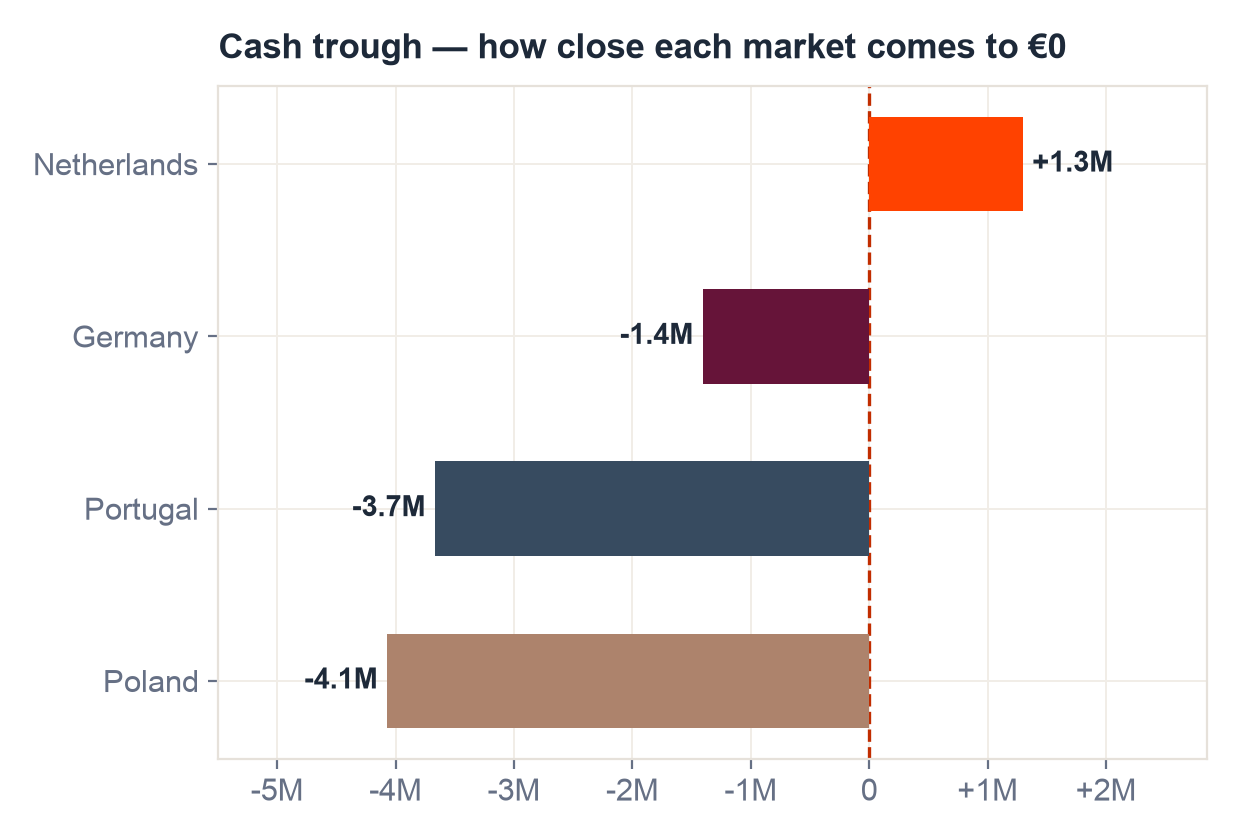 Cash trough — how close each market comes to €0
Netherlands
+1.3M
Germany
-1.4M
Portugal
-3.7M
Poland
-4.1M
-5M -4M -3M -2M -1M 0 +1M +2M